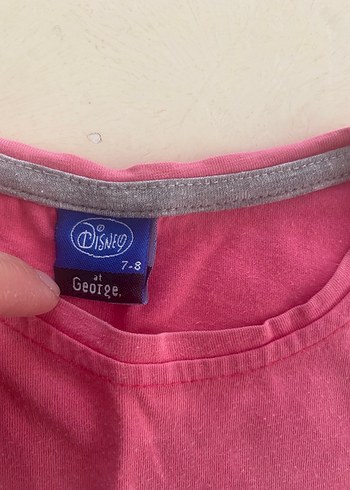 Disney
7-8
at
George.